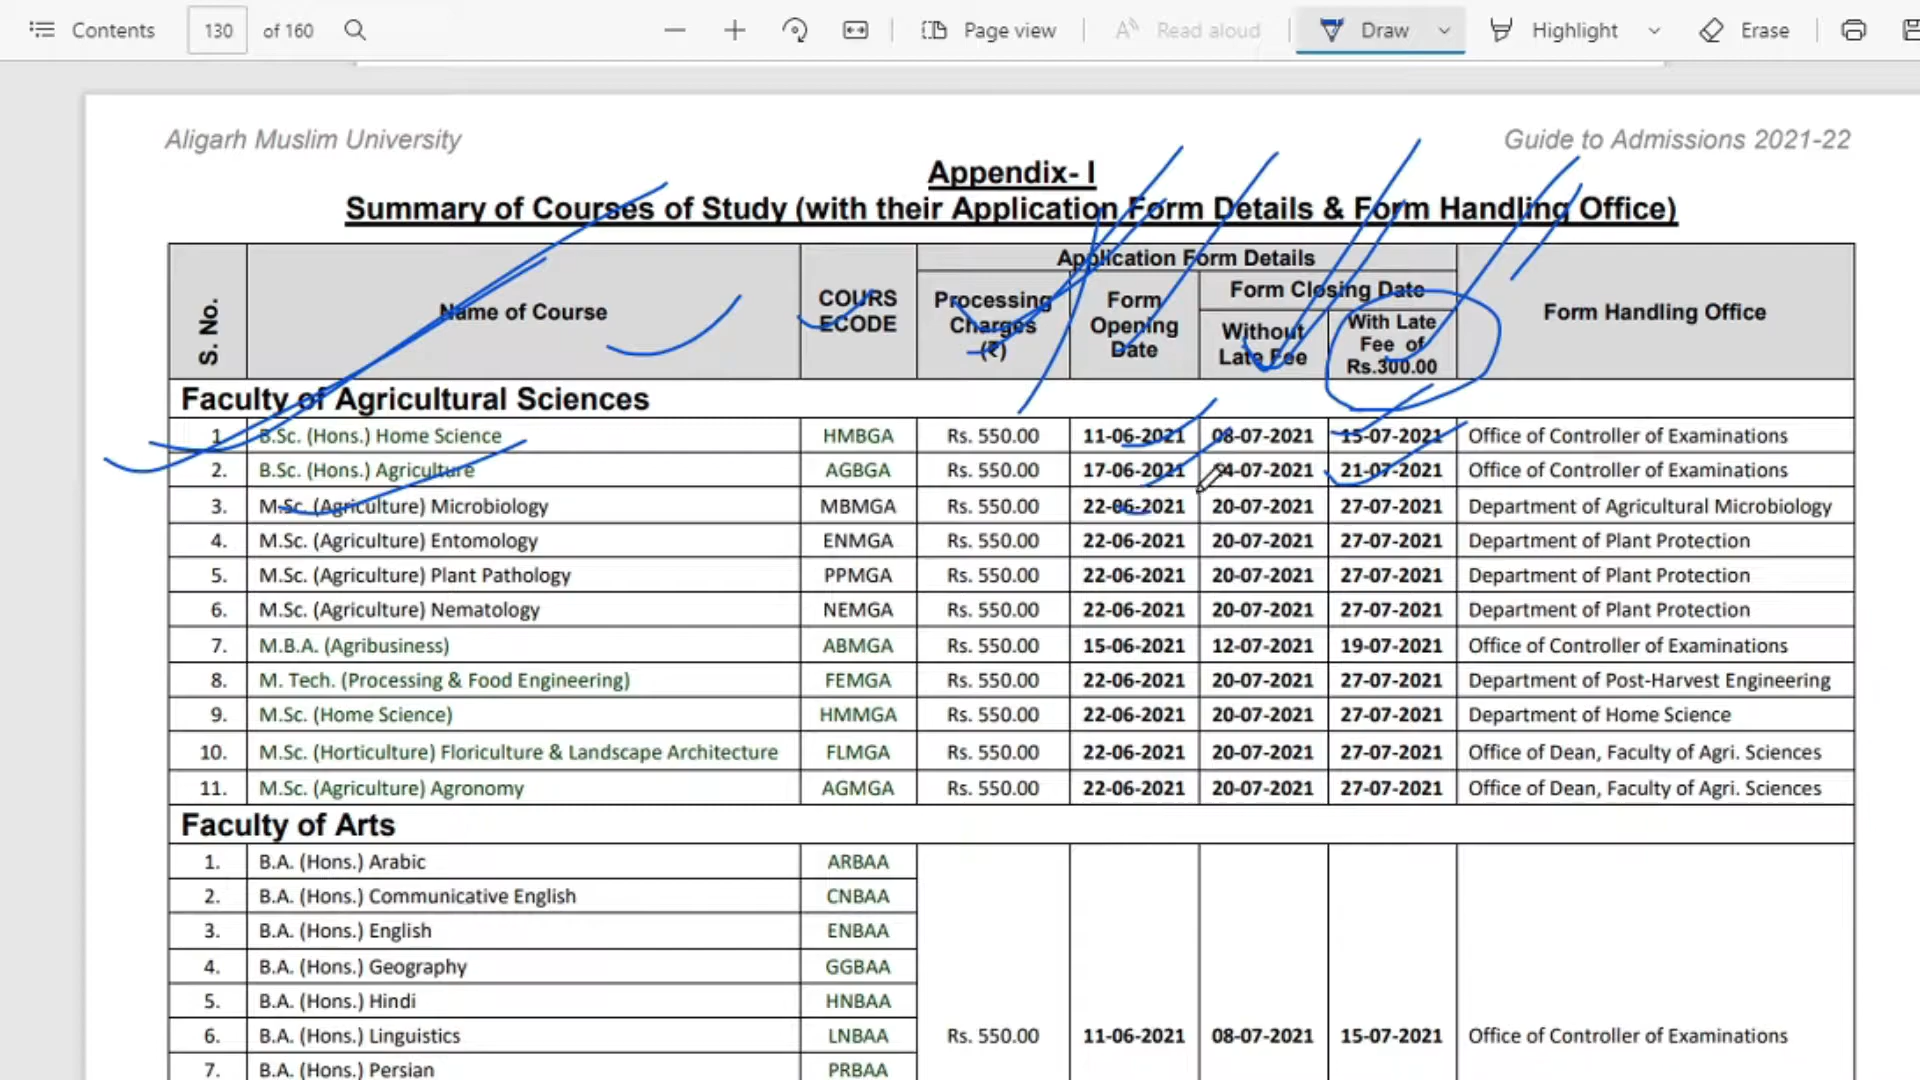 Contents 130 of 160 Page view Read aloud Draw Highlight Erase
Aligarh Muslim University Guide to Admissions 2021-22
Appendix- I
Summary of Courses of Study (with their Application Form Details & Form Handling Office)
S. No. Name of Course COURS ECODE Application Form Details Form Handling Office
Processing Charges (₹) Form Opening Date Form Closing Date
Without Late Fee With Late Fee of Rs.300.00
Faculty of Agricultural Sciences
1. B.Sc. (Hons.) Home Science HMBGA Rs. 550.00 11-06-2021 08-07-2021 15-07-2021 Office of Controller of Examinations
2. B.Sc. (Hons.) Agriculture AGBGA Rs. 550.00 17-06-2021 4-07-2021 21-07-2021 Office of Controller of Examinations
3. M.Sc. (Agriculture) Microbiology MBMGA Rs. 550.00 22-06-2021 20-07-2021 27-07-2021 Department of Agricultural Microbiology
4. M.Sc. (Agriculture) Entomology ENMGA Rs. 550.00 22-06-2021 20-07-2021 27-07-2021 Department of Plant Protection
5. M.Sc. (Agriculture) Plant Pathology PPMGA Rs. 550.00 22-06-2021 20-07-2021 27-07-2021 Department of Plant Protection
6. M.Sc. (Agriculture) Nematology NEMGA Rs. 550.00 22-06-2021 20-07-2021 27-07-2021 Department of Plant Protection
7. M.B.A. (Agribusiness) ABMGA Rs. 550.00 15-06-2021 12-07-2021 19-07-2021 Office of Controller of Examinations
8. M. Tech. (Processing & Food Engineering) FEMGA Rs. 550.00 22-06-2021 20-07-2021 27-07-2021 Department of Post-Harvest Engineering
9. M.Sc. (Home Science) HMMGA Rs. 550.00 22-06-2021 20-07-2021 27-07-2021 Department of Home Science
10. M.Sc. (Horticulture) Floriculture & Landscape Architecture FLMGA Rs. 550.00 22-06-2021 20-07-2021 27-07-2021 Office of Dean, Faculty of Agri. Sciences
11. M.Sc. (Agriculture) Agronomy AGMGA Rs. 550.00 22-06-2021 20-07-2021 27-07-2021 Office of Dean, Faculty of Agri. Sciences
Faculty of Arts
1. B.A. (Hons.) Arabic ARBAA
2. B.A. (Hons.) Communicative English CNBAA
3. B.A. (Hons.) English ENBAA
4. B.A. (Hons.) Geography GGBAA
5. B.A. (Hons.) Hindi HNBAA
6. B.A. (Hons.) Linguistics LNBAA Rs. 550.00 11-06-2021 08-07-2021 15-07-2021 Office of Controller of Examinations
7. B.A. (Hons.) Persian PRBAA